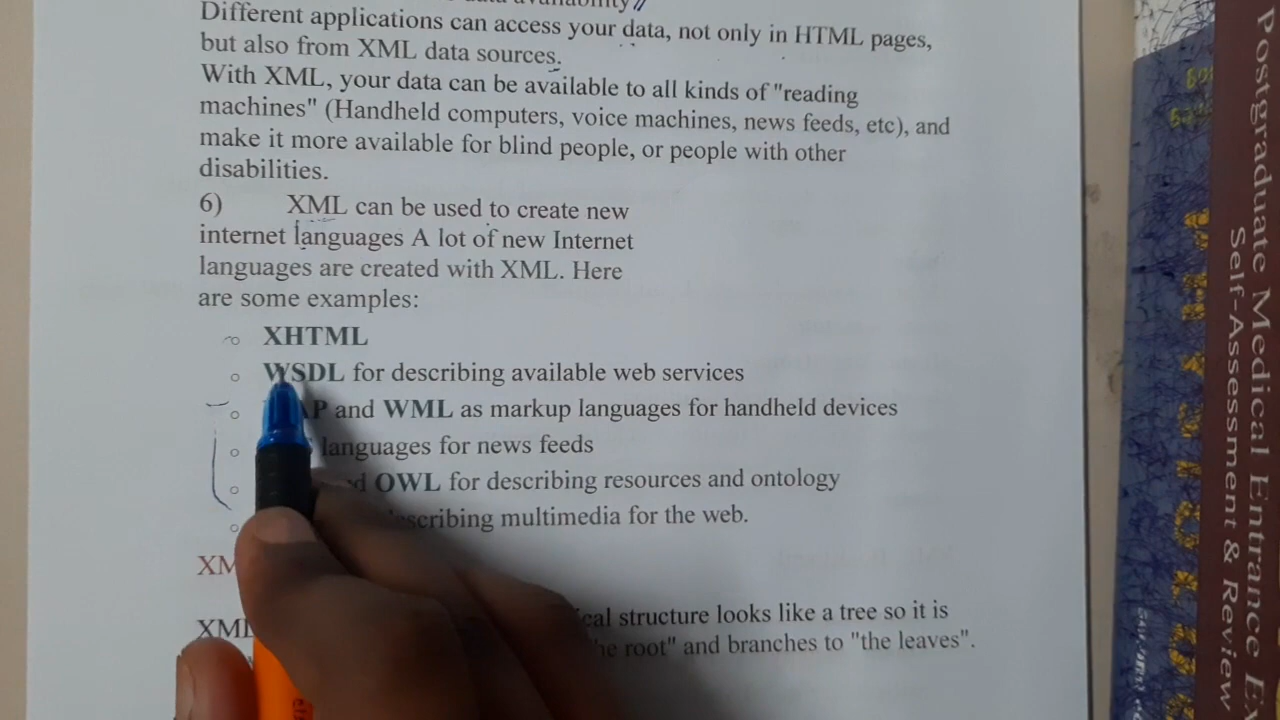 availability//
Different applications can access your data, not only in HTML pages,
but also from XML data sources.
With XML, your data can be available to all kinds of "reading
machines" (Handheld computers, voice machines, news feeds, etc), and
make it more available for blind people, or people with other
disabilities.
6) XML can be used to create new
internet languages A lot of new Internet
languages are created with XML. Here
are some examples:
XHTML
WSDL for describing available web services
and WML as markup languages for handheld devices
languages for news feeds
OWL for describing resources and ontology
describing multimedia for the web.
XML
structure looks like a tree so it is
root" and branches to "the leaves".
Postgraduate Medical Entrance
Self-Assessment & Review